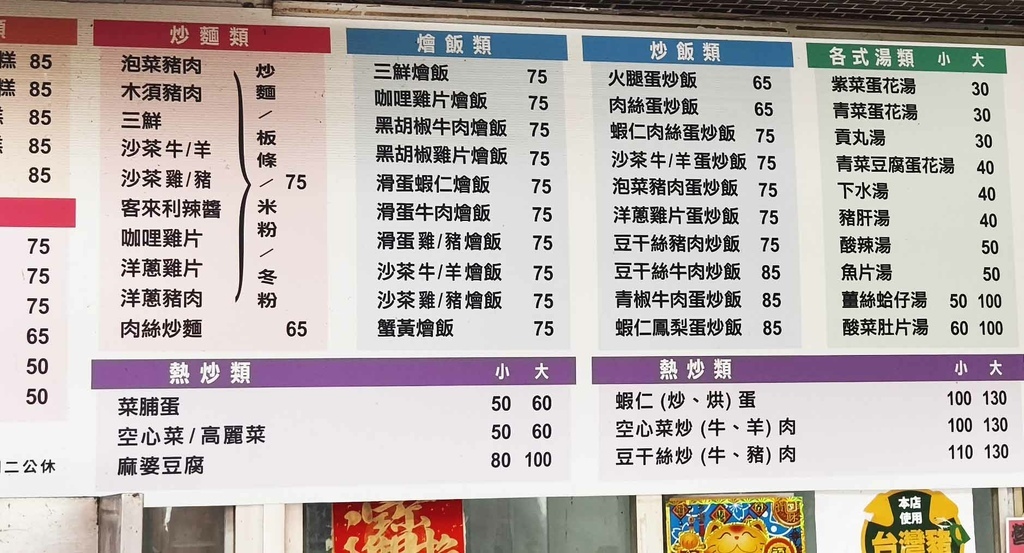 類
糕 85
糕 85
85
85
85
75
75
75
65
50
50
二公休
炒麵類
泡菜豬肉
木須豬肉
三鮮
沙茶牛/羊
沙茶雞/豬
客來利辣醬
咖哩雞片
洋蔥雞片
洋蔥豬肉
炒麵/板條/米粉/冬粉
75
肉絲炒麵 65
燴飯類
三鮮燴飯 75
咖哩雞片燴飯 75
黑胡椒牛肉燴飯 75
黑胡椒雞片燴飯 75
滑蛋蝦仁燴飯 75
滑蛋牛肉燴飯 75
滑蛋雞/豬燴飯 75
沙茶牛/羊燴飯 75
沙茶雞/豬燴飯 75
蟹黃燴飯 75
炒飯類
火腿蛋炒飯 65
肉絲蛋炒飯 65
蝦仁肉絲蛋炒飯 75
沙茶牛/羊蛋炒飯 75
泡菜豬肉蛋炒飯 75
洋蔥雞片蛋炒飯 75
豆干絲豬肉炒飯 75
豆干絲牛肉炒飯 85
青椒牛肉蛋炒飯 85
蝦仁鳳梨蛋炒飯 85
各式湯類 小 大
紫菜蛋花湯 30
青菜蛋花湯 30
貢丸湯 30
青菜豆腐蛋花湯 40
下水湯 40
豬肝湯 40
酸辣湯 50
魚片湯 50
薑絲蛤仔湯 50 100
酸菜肚片湯 60 100
熱炒類 小 大
菜脯蛋 50 60
空心菜/高麗菜 50 60
麻婆豆腐 80 100
熱炒類 小 大
蝦仁(炒、烘)蛋 100 130
空心菜炒(牛、羊)肉 100 130
豆干絲炒(牛、豬)肉 110 130
本店
使用
台灣豬